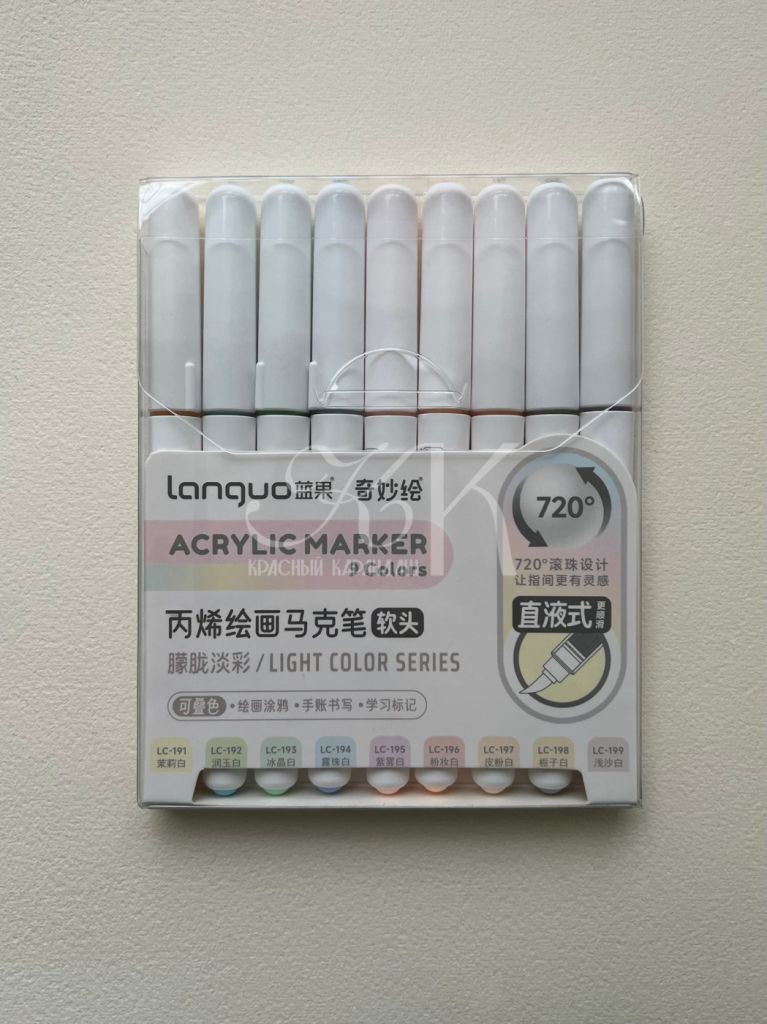 Languo蓝果® 奇妙绘®
720°
ACRYLIC MARKER
КРАСНЫЙ КАРАНДАШ
9 Colors
720°滚珠设计
让指间更有灵感
丙烯绘画马克笔 软头
直液式 更顺滑
朦胧淡彩 / LIGHT COLOR SERIES
可叠色 • 绘画涂鸦 • 手账书写 • 学习标记
LC-191 LC-192 LC-193 LC-194 LC-195 LC-196 LC-197 LC-198 LC-199
茉莉白 润玉白 冰晶白 露珠白 紫雾白 粉妆白 皮粉白 栀子白 浅沙白